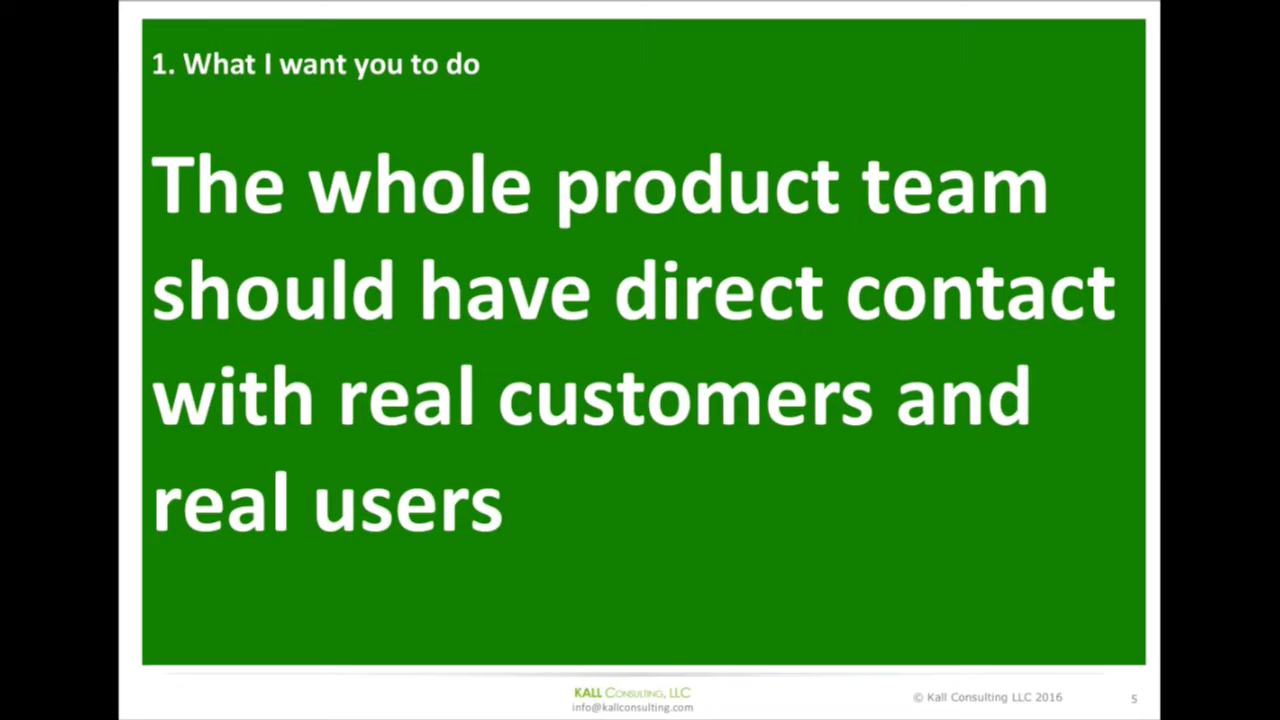 1. What I want you to do
The whole product team
should have direct contact
with real customers and
real users
KALL CONSULTING, LLC
info@kallconsulting.com
© Kall Consulting LLC 2016
5